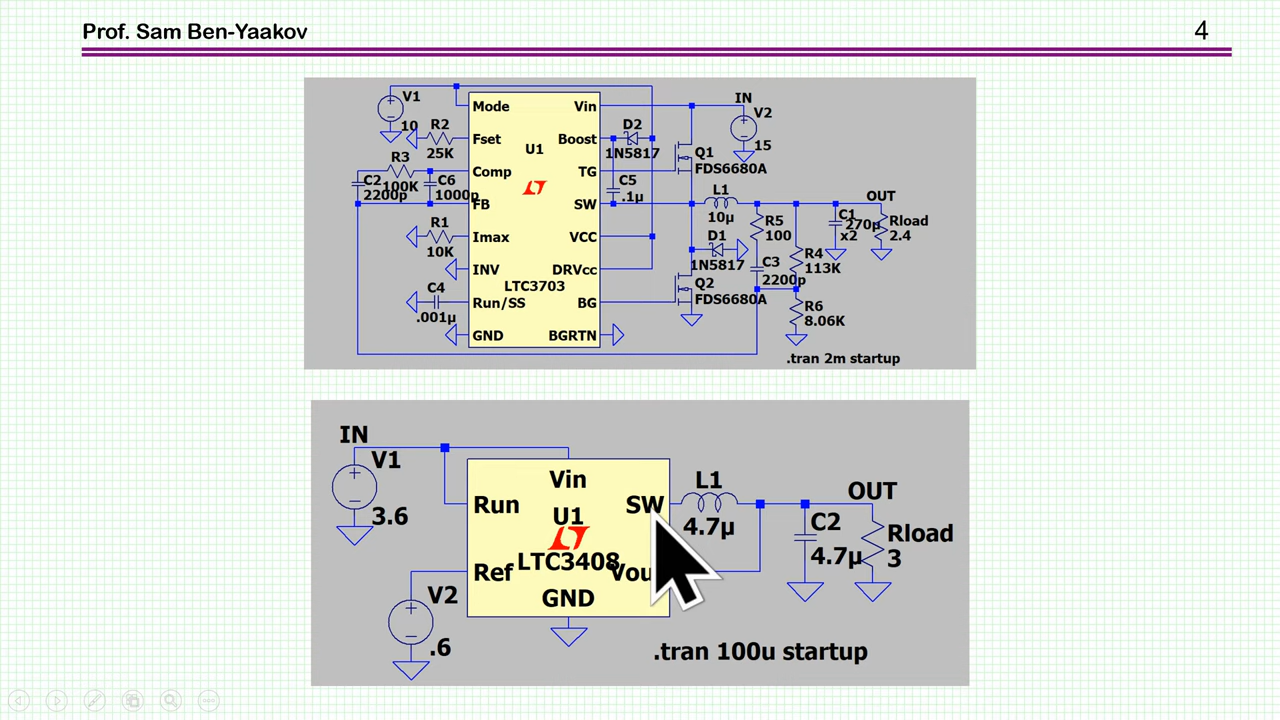 Prof. Sam Ben-Yaakov
4
V1
10
Mode
Vin
IN
V2
15
R2
25K
Fset
Boost
D2
1N5817
U1
Q1
FDS6680A
R3
100K
Comp
TG
C2
2200p
C6
1000p
C5
.1µ
FB
SW
L1
10µ
OUT
R1
10K
Imax
VCC
D1
1N5817
R5
100
C1
270µ
x2
Rload
2.4
INV
DRVcc
C3
2200p
R4
113K
LTC3703
C4
.001µ
Run/SS
BG
Q2
FDS6680A
R6
8.06K
GND
BGRTN
.tran 2m startup
IN
V1
3.6
Vin
Run
SW
U1
L1
4.7µ
OUT
C2
4.7µ
Rload
3
LTC3408
Ref
GND
V2
.6
.tran 100u startup